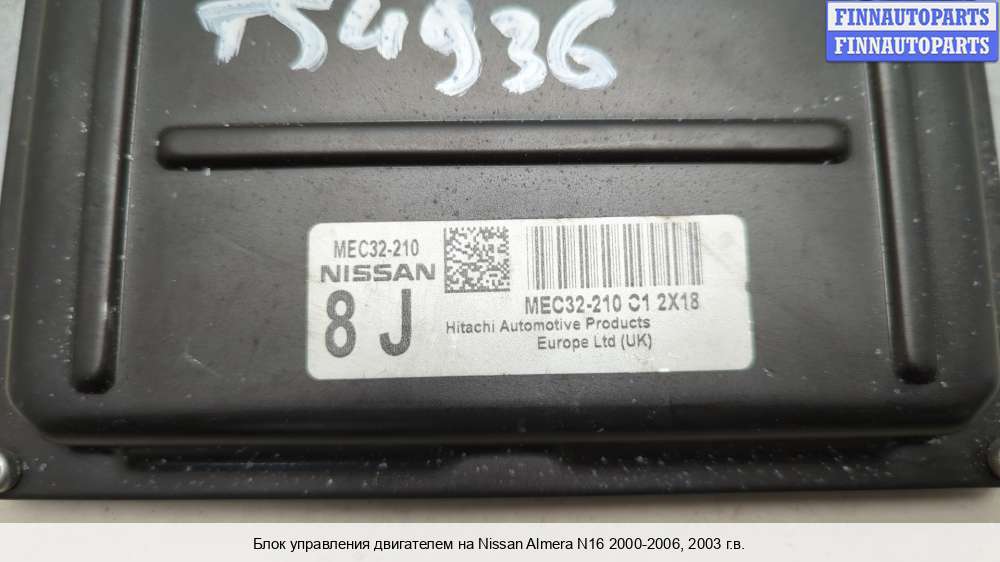 T54936
FINNAUTOPARTS
FINNAUTOPARTS
MEC32-210
NISSAN
8 J
MEC32-210 C1 2X18
Hitachi Automotive Products
Europe Ltd (UK)
Блок управления двигателем на Nissan Almera N16 2000-2006, 2003 г.в.